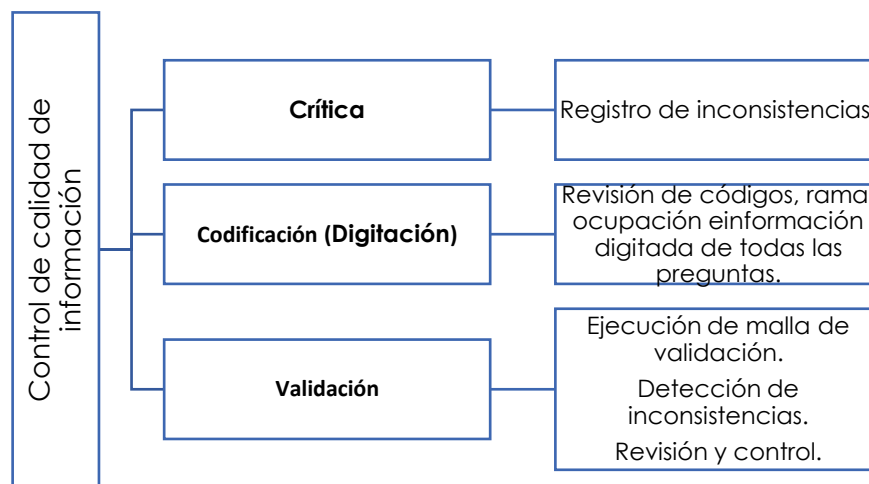 Control de calidad de
información
Crítica
Registro de inconsistencias
Codificación (Digitación)
Revisión de códigos, rama
ocupación einformación
digitada de todas las
preguntas.
Validación
Ejecución de malla de
validación.
Detección de
inconsistencias.
Revisión y control.